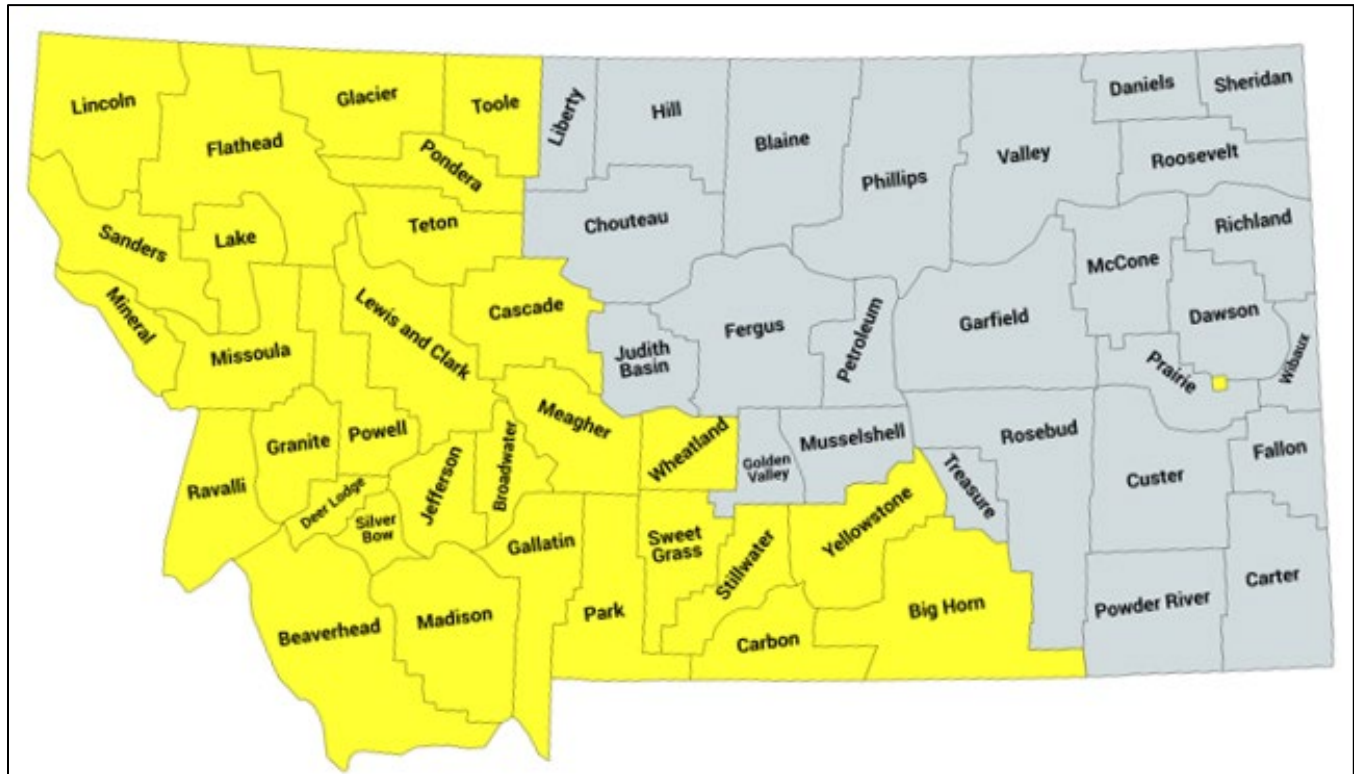 Lincoln
Flathead
Glacier
Toole
Pondera
Teton
Liberty
Hill
Blaine
Phillips
Valley
Daniels
Sheridan
Roosevelt
Richland
Sanders
Lake
Mineral
Missoula
Lewis and Clark
Cascade
Chouteau
Judith
Basin
Fergus
Petroleum
Garfield
McCone
Dawson
Prairie
Wibaux
Ravalli
Granite
Powell
Deer Lodge
Silver
Bow
Jefferson
Broadwater
Meagher
Wheatland
Golden
Valley
Musselshell
Rosebud
Treasure
Custer
Fallon
Beaverhead
Madison
Gallatin
Park
Sweet
Grass
Stillwater
Yellowstone
Carbon
Big Horn
Powder River
Carter